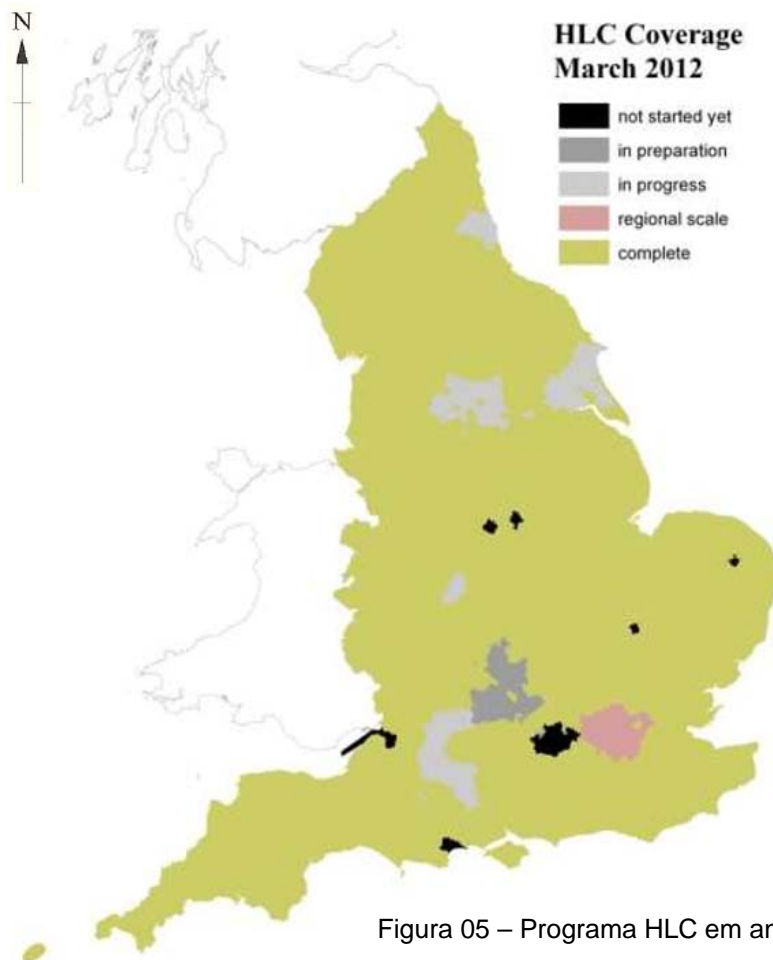 N
HLC Coverage
March 2012
not started yet
in preparation
in progress
regional scale
complete
Figura 05 – Programa HLC em an